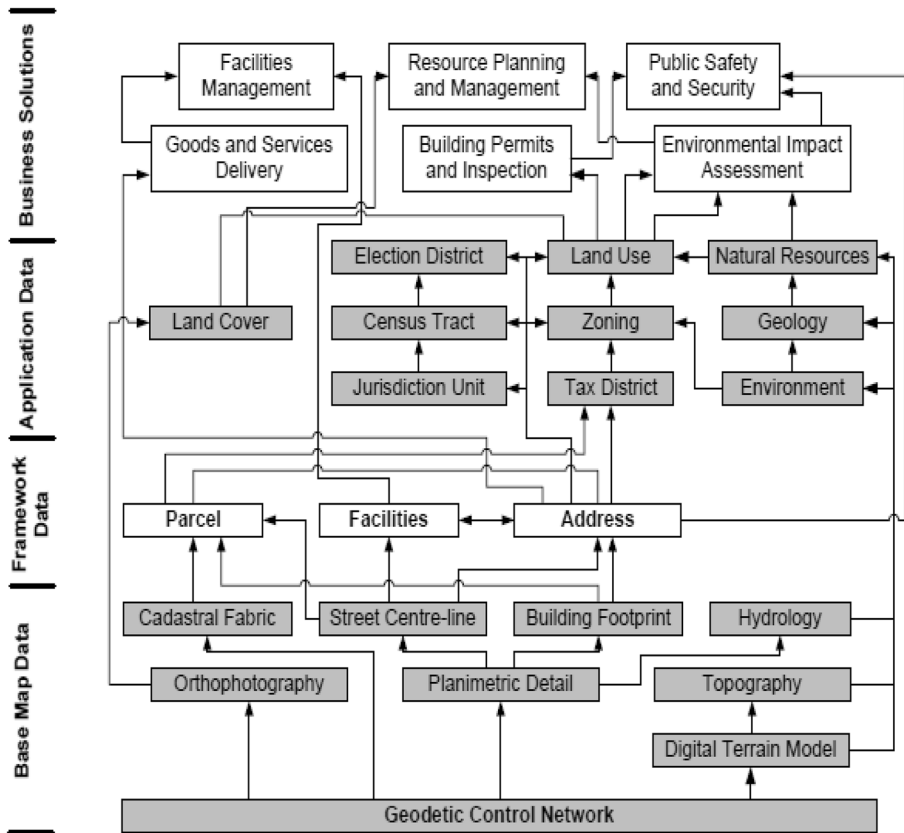 Business Solutions
Facilities
Management
Resource Planning
and Management
Public Safety
and Security
Goods and Services
Delivery
Building Permits
and Inspection
Environmental Impact
Assessment
Application Data
Election District
Land Use
Natural Resources
Land Cover
Census Tract
Zoning
Geology
Jurisdiction Unit
Tax District
Environment
Framework
Data
Parcel
Facilities
Address
Base Map Data
Cadastral Fabric
Street Centre-line
Building Footprint
Hydrology
Orthophotography
Planimetric Detail
Topography
Digital Terrain Model
Geodetic Control Network